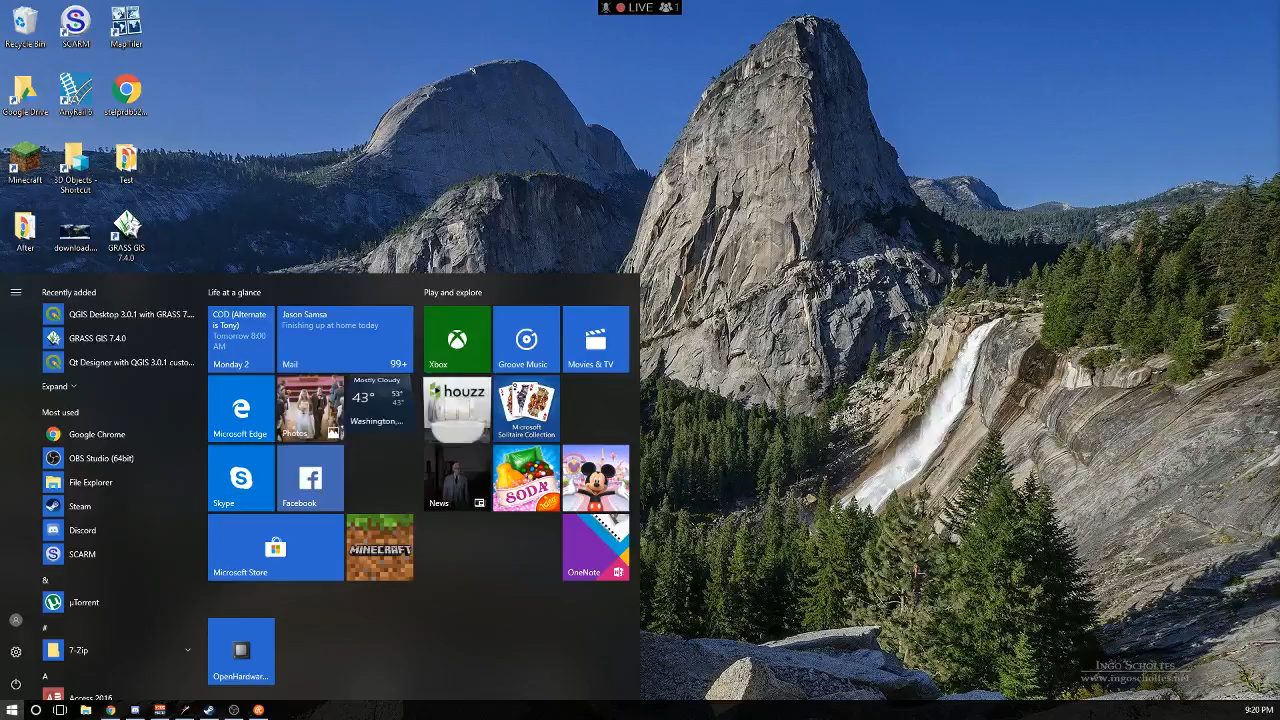 LIVE 1
Recycle Bin
SCARM
MapTiler
Google Drive
AnyRail6
stelprdb52...
Minecraft
3D Objects -
Shortcut
Test
After
download....
GRASS GIS
7.4.0
Recently added
QGIS Desktop 3.0.1 with GRASS 7....
GRASS GIS 7.4.0
Qt Designer with QGIS 3.0.1 custo...
Expand
Most used
Google Chrome
OBS Studio (64bit)
File Explorer
Steam
Discord
SCARM
&
µTorrent
#
7-Zip
A
Access 2016
Life at a glance
COD (Alternate
is Tony)
Tomorrow 8:00
AM
Monday 2
Jason Samsa
Finishing up at home today
Mail
99+
Microsoft Edge
Photos
Mostly Cloudy
43°
53°
43°
Washington,...
Skype
Facebook
Microsoft Store
MINECRAFT
OpenHardwar...
Play and explore
Xbox
Groove Music
Movies & TV
houzz
Microsoft
Solitaire Collection
News
SODA
OneNote
INGO SCHOLTES
www.ingoscholtes.net
9:20 PM